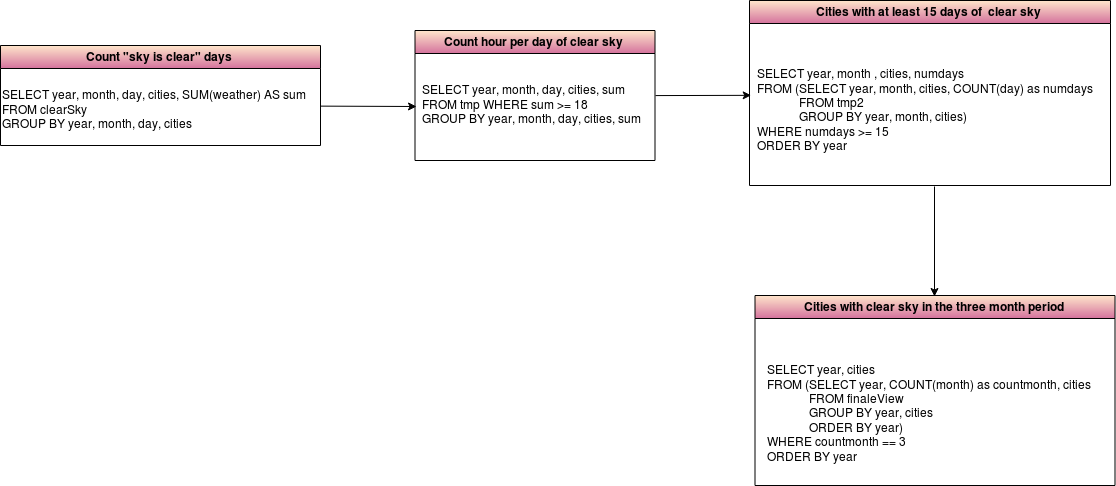 Count "sky is clear" days
SELECT year, month, day, cities, SUM(weather) AS sum
FROM clearSky
GROUP BY year, month, day, cities
Count hour per day of clear sky
SELECT year, month, day, cities, sum
FROM tmp WHERE sum >= 18
GROUP BY year, month, day, cities, sum
Cities with at least 15 days of  clear sky
SELECT year, month , cities, numdays
FROM (SELECT year, month, cities, COUNT(day) as numdays
FROM tmp2
GROUP BY year, month, cities)
WHERE numdays >= 15
ORDER BY year
Cities with clear sky in the three month period
SELECT year, cities
FROM (SELECT year, COUNT(month) as countmonth, cities
FROM finaleView
GROUP BY year, cities
ORDER BY year)
WHERE countmonth == 3
ORDER BY year